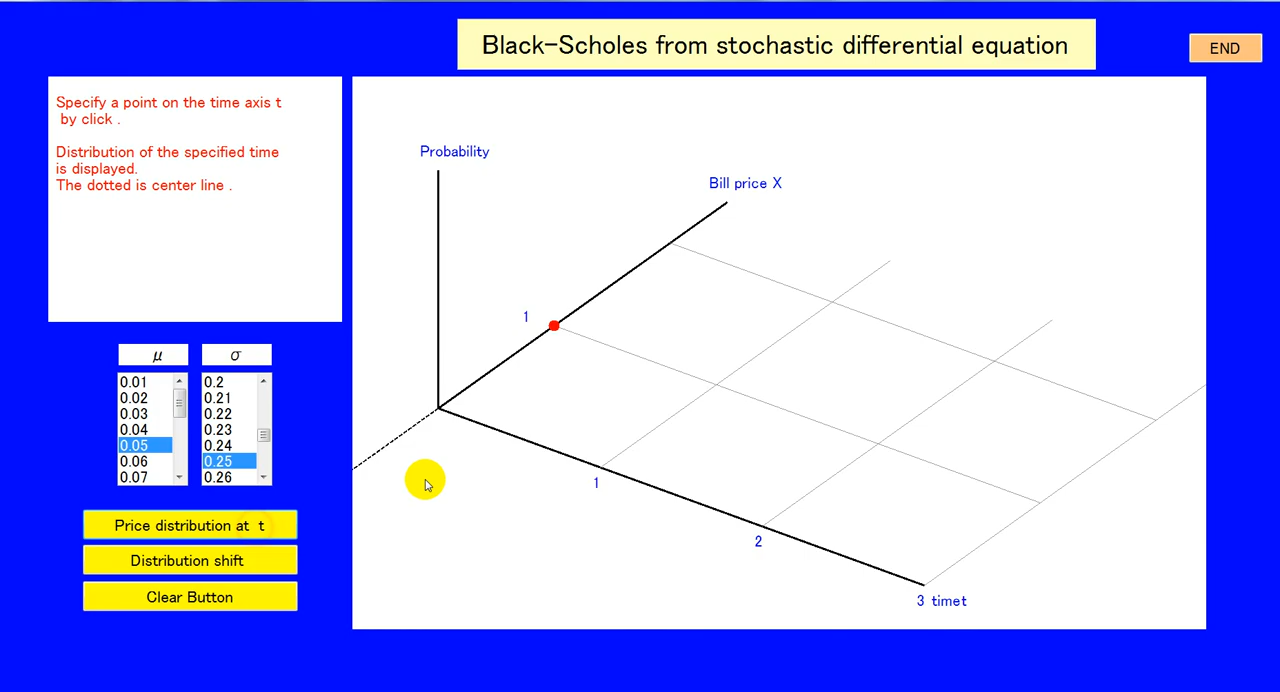 Black-Scholes from stochastic differential equation
END
Specify a point on the time axis t
by click .
Distribution of the specified time
is displayed.
The dotted is center line .
μ
σ
0.01
0.02
0.03
0.04
0.05
0.06
0.07
0.2
0.21
0.22
0.23
0.24
0.25
0.26
Price distribution at t
Distribution shift
Clear Button
Probability
Bill price X
1
1
2
3 timet